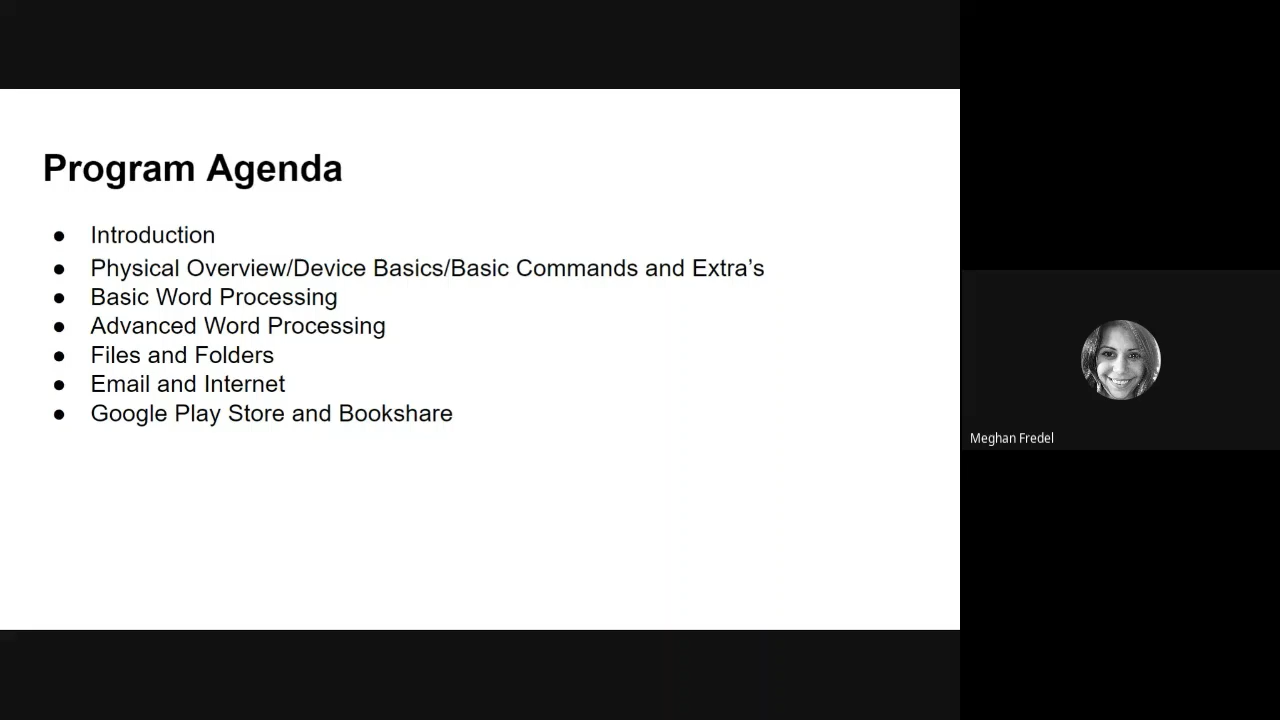 Program Agenda
● Introduction
● Physical Overview/Device Basics/Basic Commands and Extra’s
● Basic Word Processing
● Advanced Word Processing
● Files and Folders
● Email and Internet
● Google Play Store and Bookshare
Meghan Fredel